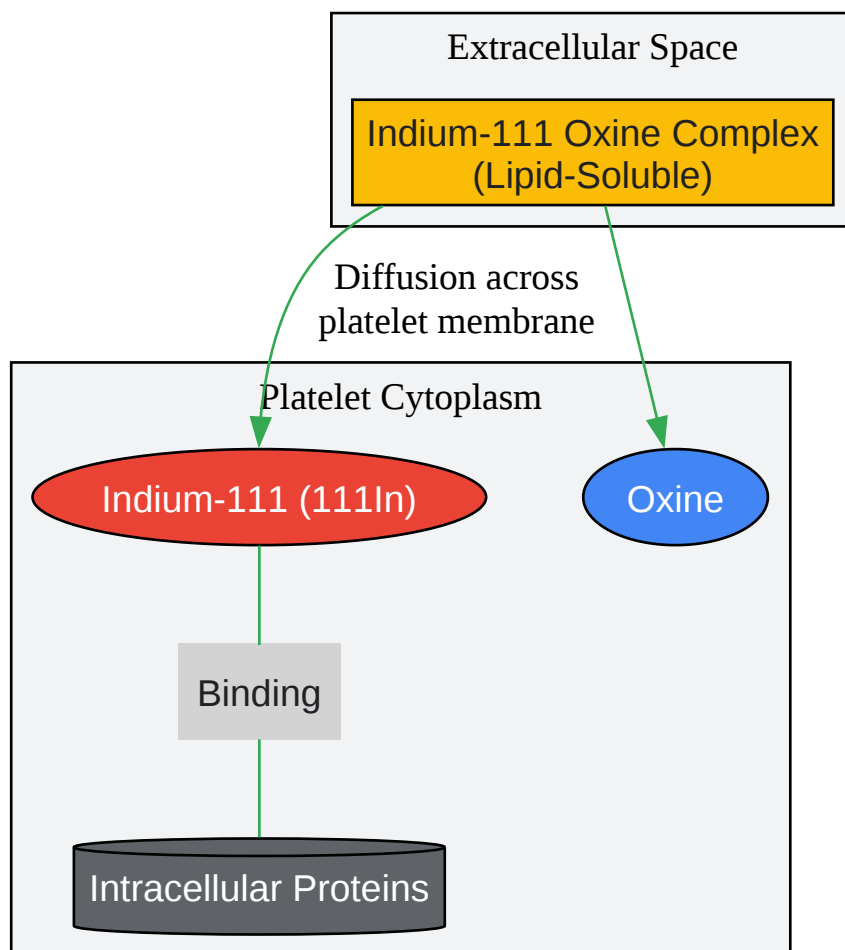 Extracellular Space
Indium-111 Oxine Complex
(Lipid-Soluble)
Diffusion across
platelet membrane
Platelet Cytoplasm
Indium-111 (111In)
Oxine
Binding
Intracellular Proteins